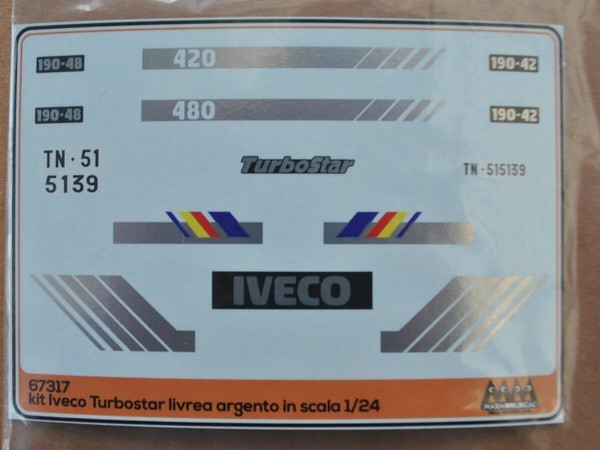 190-48
420
190-42
190-48
480
190-42
TN · 51
5139
TurboStar
TN · 515139
IVECO
67317
kit Iveco Turbostar livrea argento in scala 1/24